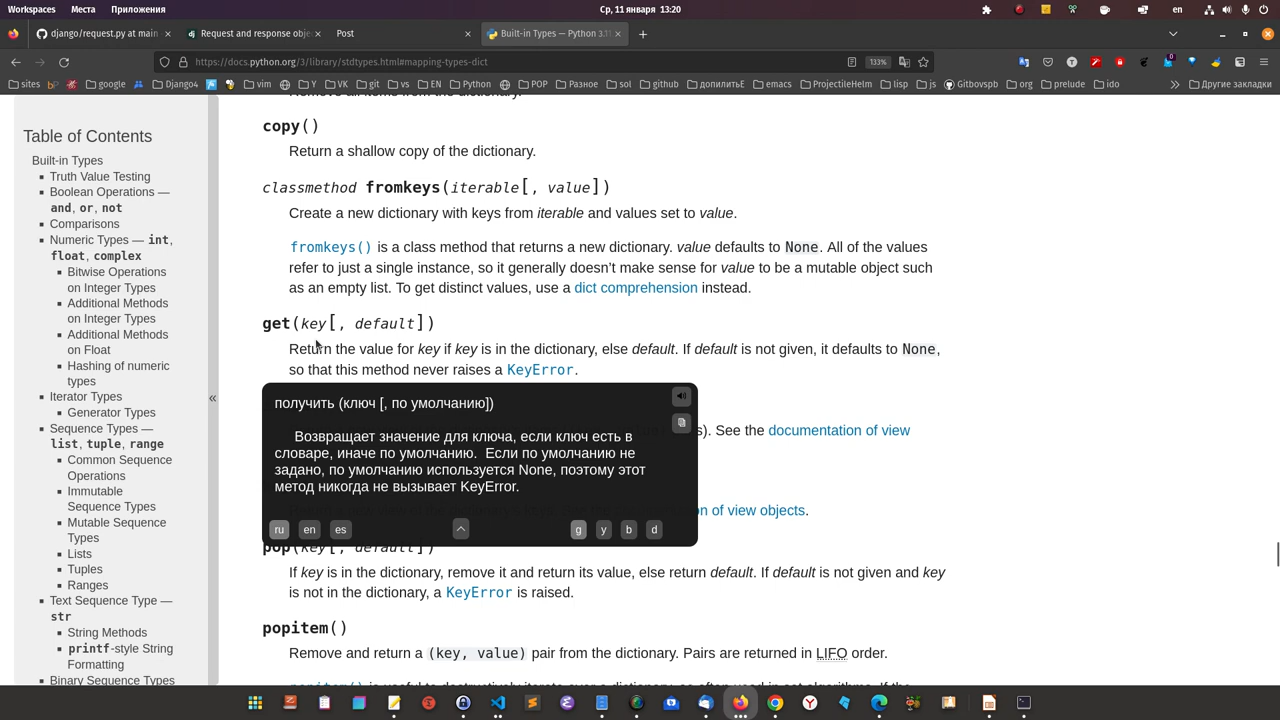 Workspaces Места Приложения Ср, 11 января 13:20 en
django/request.py at main × Request and response obje × Post × Built-in Types — Python 3.11 × +
https://docs.python.org/3/library/stdtypes.html#mapping-types-dict 133%
sites google Django4 vim Y VK git vs EN Python POP Разное sol github допилитьЕ emacs ProjectileHelm lisp js Gitbovspb org prelude ido Другие закладки
Remove all items from the dictionary.
Table of Contents
Built-in Types
Truth Value Testing
Boolean Operations —
and, or, not
Comparisons
Numeric Types — int,
float, complex
Bitwise Operations
on Integer Types
Additional Methods
on Integer Types
Additional Methods
on Float
Hashing of numeric
types
Iterator Types
Generator Types
Sequence Types —
list, tuple, range
Common Sequence
Operations
Immutable
Sequence Types
Mutable Sequence
Types
Lists
Tuples
Ranges
Text Sequence Type —
str
String Methods
printf-style String
Formatting
Binary Sequence Types
«
copy()
Return a shallow copy of the dictionary.
classmethod fromkeys(iterable[, value])
Create a new dictionary with keys from iterable and values set to value.
fromkeys() is a class method that returns a new dictionary. value defaults to None. All of the values
refer to just a single instance, so it generally doesn’t make sense for value to be a mutable object such
as an empty list. To get distinct values, use a dict comprehension instead.
get(key[, default])
Return the value for key if key is in the dictionary, else default. If default is not given, it defaults to None,
so that this method never raises a KeyError.
получить (ключ [, по умолчанию])
Возвращает значение для ключа, если ключ есть в
словаре, иначе по умолчанию. Если по умолчанию не
задано, по умолчанию используется None, поэтому этот
метод никогда не вызывает KeyError.
ru en es g y b d
s). See the documentation of view
on of view objects.
pop(key[, default])
If key is in the dictionary, remove it and return its value, else return default. If default is not given and key
is not in the dictionary, a KeyError is raised.
popitem()
Remove and return a (key, value) pair from the dictionary. Pairs are returned in LIFO order.